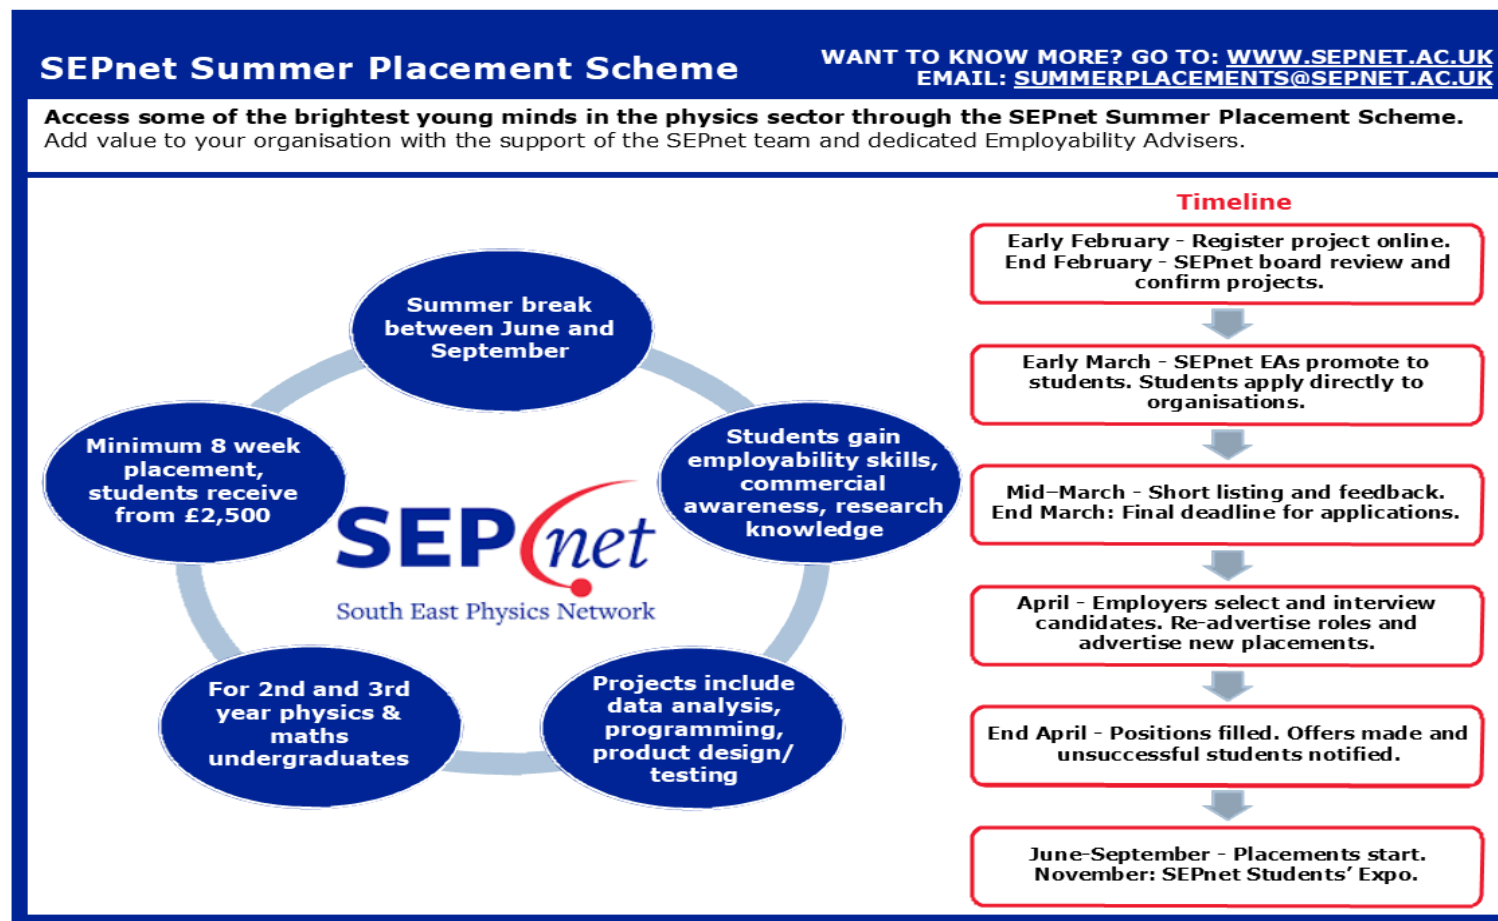 SEPnet Summer Placement Scheme
WANT TO KNOW MORE? GO TO: WWW.SEPNET.AC.UK
EMAIL: SUMMERPLACEMENTS@SEPNET.AC.UK
Access some of the brightest young minds in the physics sector through the SEPnet Summer Placement Scheme.
Add value to your organisation with the support of the SEPnet team and dedicated Employability Advisers.
Summer break
between June and
September
Students gain
employability skills,
commercial
awareness, research
knowledge
Projects include
data analysis,
programming,
product design/
testing
For 2nd and 3rd
year physics &
maths
undergraduates
Minimum 8 week
placement,
students receive
from £2,500
SEPnet
South East Physics Network
Timeline
Early February - Register project online.
End February - SEPnet board review and
confirm projects.
Early March - SEPnet EAs promote to
students. Students apply directly to
organisations.
Mid–March - Short listing and feedback.
End March: Final deadline for applications.
April - Employers select and interview
candidates. Re-advertise roles and
advertise new placements.
End April - Positions filled. Offers made and
unsuccessful students notified.
June-September - Placements start.
November: SEPnet Students’ Expo.